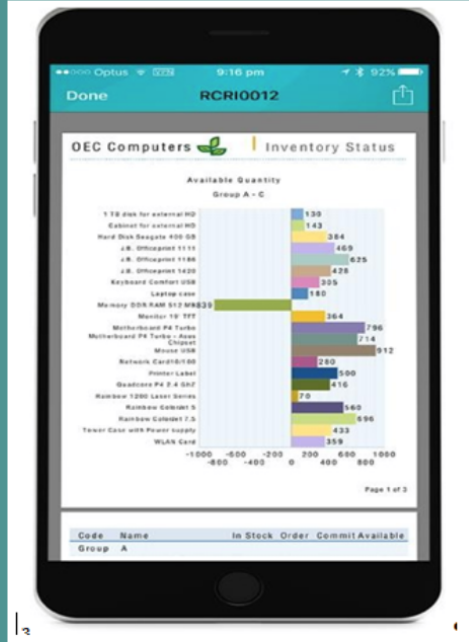 Optus VPN 9:16 pm 92%
Done RCRI0012
OEC Computers Inventory Status
Available Quantity
Group A - C
1 TB disk for external HD 130
Cabinet for external HD 143
Hard Disk Seagate 400 GB 384
J.B. Officeprint 1111 469
J.B. Officeprint 1186 625
J.B. Officeprint 1420 428
Keyboard Comfort USB 305
Laptop case 180
Memory DDR RAM 512 MB
Monitor 19" TFT 364
Motherboard P4 Turbo 796
Motherboard P4 Turbo - Asus Chipset 714
Mouse USB 912
Network Card 10/100 280
Printer Label 500
Quadcore P4 2.4 GhZ 416
Rainbow 1200 Laser Series 70
Rainbow Colorjet 5 560
Rainbow Colorjet 7.5 696
Tower Case with Power supply 433
WLAN Card 359
-1000 -600 -200 200 600 1000
-800 -400 0 400 800
Page 1 of 3
Code Name In Stock Order Commit Available
Group A